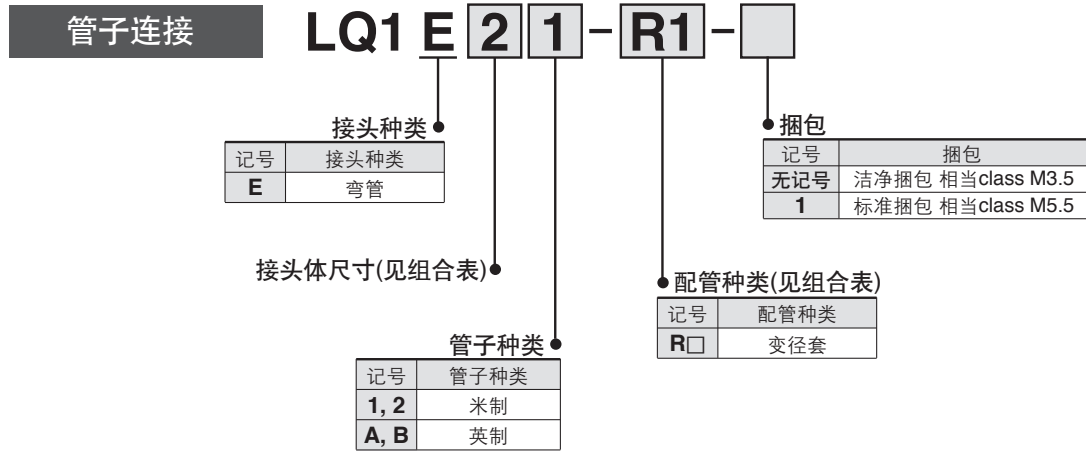 管子连接
LQ1 E 2 1 - R1 -
接头种类
记号 接头种类
E 弯管
捆包
记号 捆包
无记号 洁净捆包 相当class M3.5
1 标准捆包 相当class M5.5
接头体尺寸(见组合表)
配管种类(见组合表)
记号 配管种类
R□ 变径套
管子种类
记号 管子种类
1, 2 米制
A, B 英制